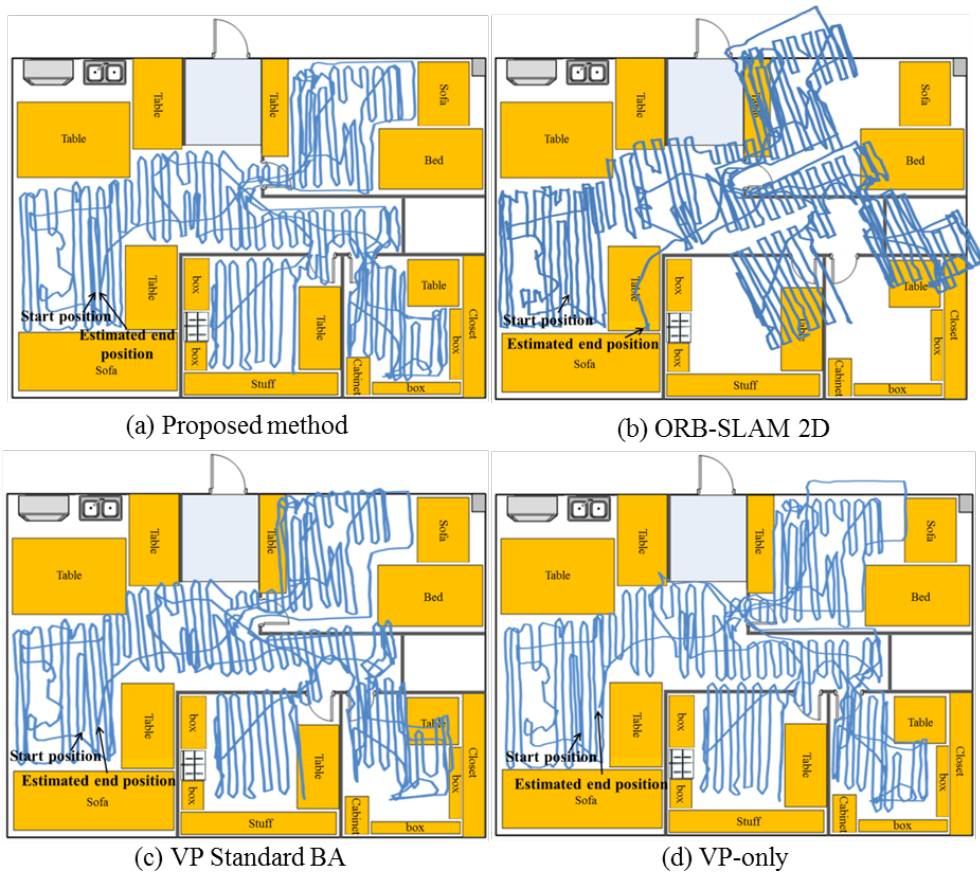 Table
Table
Table
Sofa
Bed
Table
box
box
Table
Table
Closet
box
Cabinet
box
Stuff
Start position
Estimated end
position
Sofa
(a) Proposed method
Table
Table
Table
Sofa
Bed
Table
box
box
Table
Table
Closet
box
Cabinet
box
Stuff
Start position
Estimated end position
Sofa
(b) ORB-SLAM 2D
Table
Table
Table
Sofa
Bed
Table
box
box
Table
Table
Closet
box
Cabinet
box
Stuff
Start position
Estimated end position
Sofa
(c) VP Standard BA
Table
Table
Table
Sofa
Bed
Table
box
box
Table
Table
Closet
box
Cabinet
box
Stuff
Start position
Estimated end position
Sofa
(d) VP-only